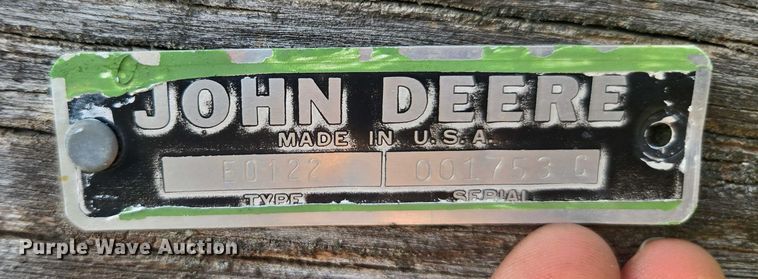 JOHN DEERE
MADE IN U.S.A.
E0122 001753 C
TYPE SERIAL
Purple Wave Auction